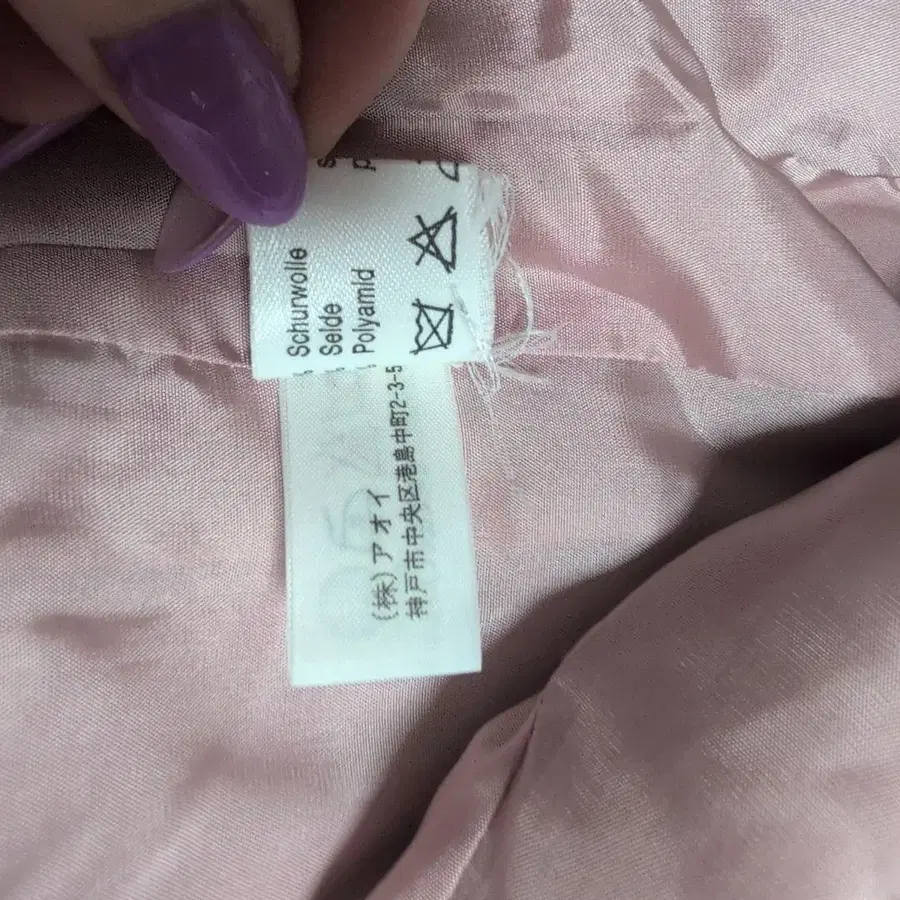 Schurwolle
Seide
Polyamid
(株)アオイ
神戸市中央区港島中町2-3-5